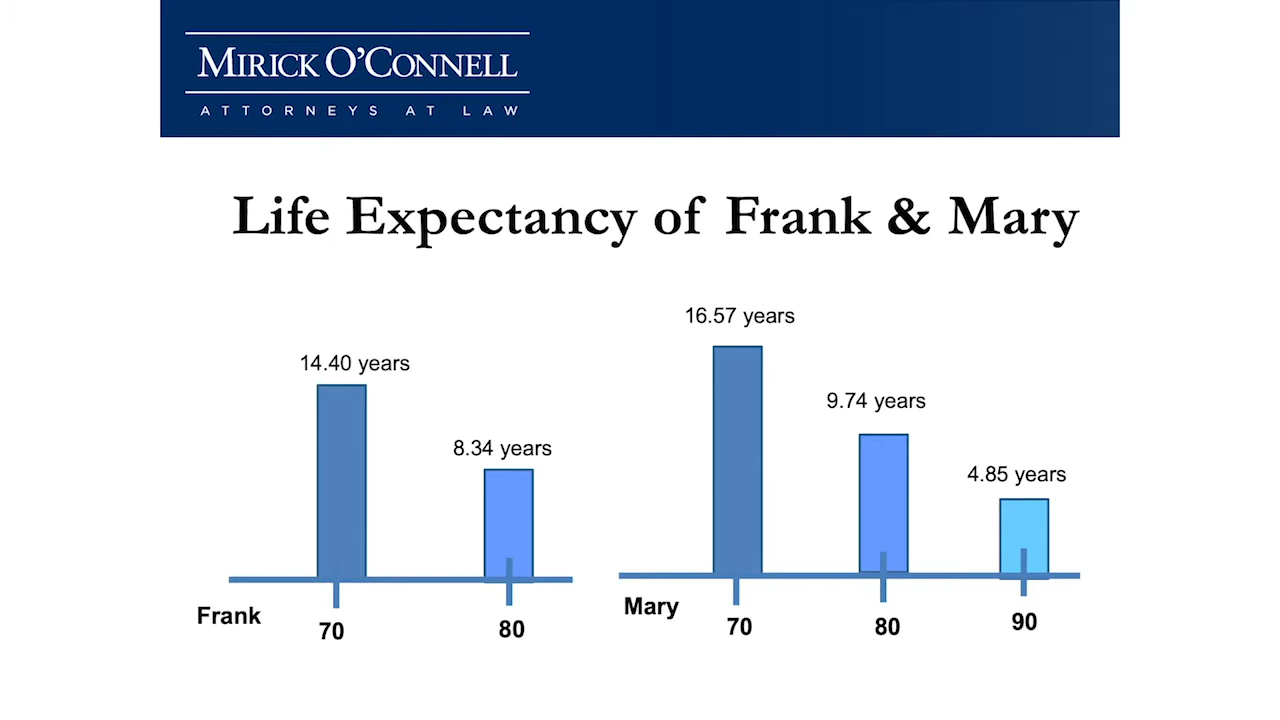 MIRICK O'CONNELL
ATTORNEYS AT LAW
Life Expectancy of Frank & Mary
14.40 years
8.34 years
Frank
70
80
16.57 years
9.74 years
4.85 years
Mary
70
80
90